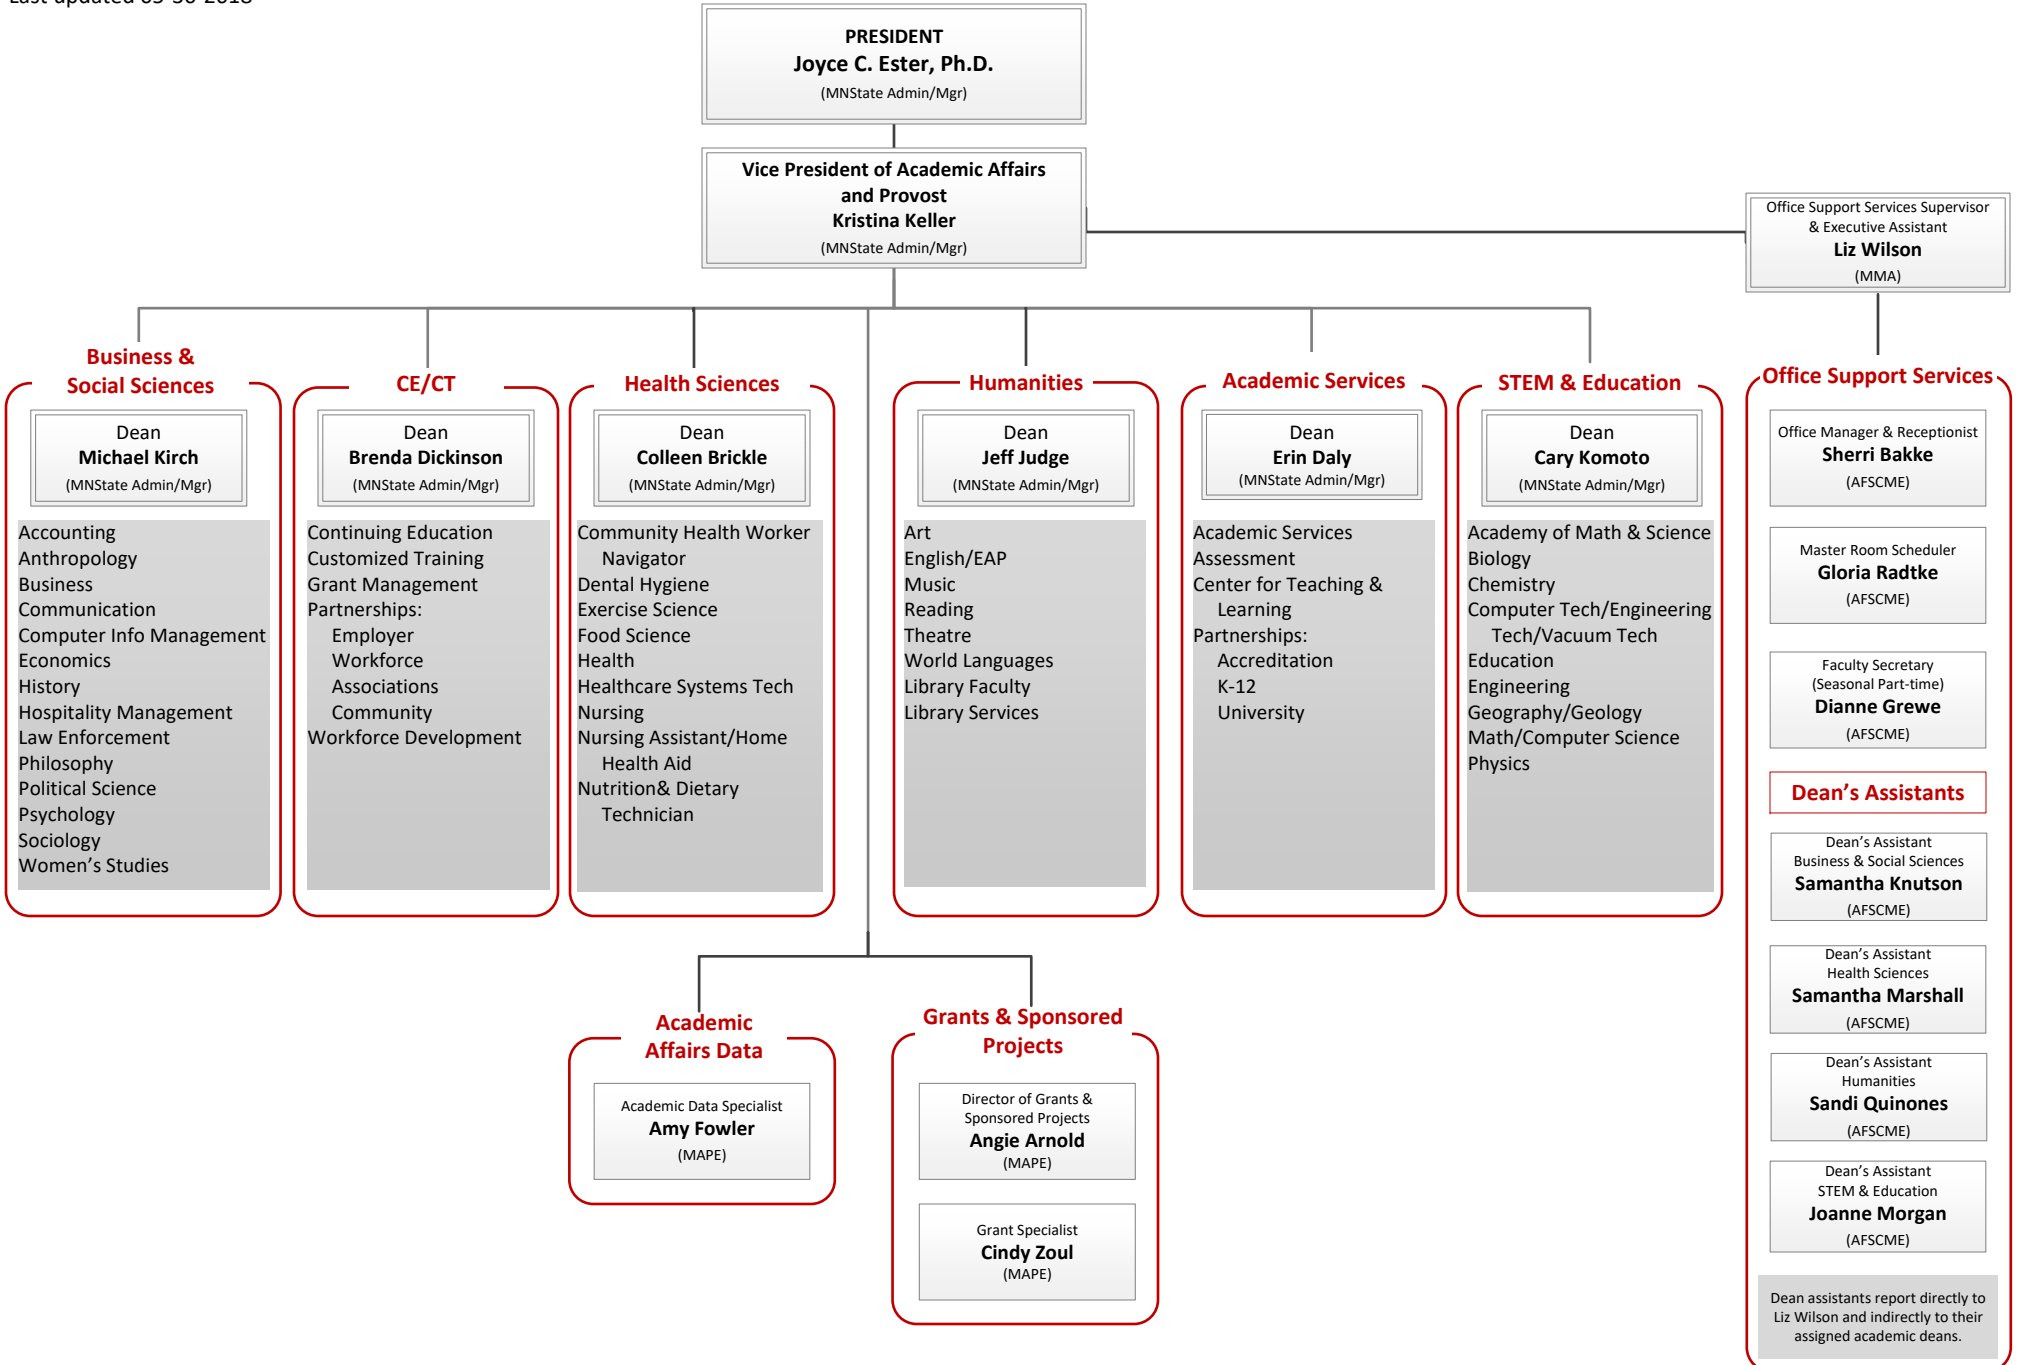 Last updated 05-30-2018
PRESIDENT
Joyce C. Ester, Ph.D.
(MNState Admin/Mgr)
Vice President of Academic Affairs
and Provost
Kristina Keller
(MNState Admin/Mgr)
Office Support Services Supervisor
& Executive Assistant
Liz Wilson
(MMA)
Business &
Social Sciences
Dean
Michael Kirch
(MNState Admin/Mgr)
Accounting
Anthropology
Business
Communication
Computer Info Management
Economics
History
Hospitality Management
Law Enforcement
Philosophy
Political Science
Psychology
Sociology
Women’s Studies
CE/CT
Dean
Brenda Dickinson
(MNState Admin/Mgr)
Continuing Education
Customized Training
Grant Management
Partnerships:
Employer
Workforce
Associations
Community
Workforce Development
Health Sciences
Dean
Colleen Brickle
(MNState Admin/Mgr)
Community Health Worker
Navigator
Dental Hygiene
Exercise Science
Food Science
Health
Healthcare Systems Tech
Nursing
Nursing Assistant/Home
Health Aid
Nutrition& Dietary
Technician
Humanities
Dean
Jeff Judge
(MNState Admin/Mgr)
Art
English/EAP
Music
Reading
Theatre
World Languages
Library Faculty
Library Services
Academic Services
Dean
Erin Daly
(MNState Admin/Mgr)
Academic Services
Assessment
Center for Teaching &
Learning
Partnerships:
Accreditation
K-12
University
STEM & Education
Dean
Cary Komoto
(MNState Admin/Mgr)
Academy of Math & Science
Biology
Chemistry
Computer Tech/Engineering
Tech/Vacuum Tech
Education
Engineering
Geography/Geology
Math/Computer Science
Physics
Office Support Services
Office Manager & Receptionist
Sherri Bakke
(AFSCME)
Master Room Scheduler
Gloria Radtke
(AFSCME)
Faculty Secretary
(Seasonal Part-time)
Dianne Grewe
(AFSCME)
Dean’s Assistants
Dean’s Assistant
Business & Social Sciences
Samantha Knutson
(AFSCME)
Dean’s Assistant
Health Sciences
Samantha Marshall
(AFSCME)
Dean’s Assistant
Humanities
Sandi Quinones
(AFSCME)
Dean’s Assistant
STEM & Education
Joanne Morgan
(AFSCME)
Dean assistants report directly to
Liz Wilson and indirectly to their
assigned academic deans.
Academic
Affairs Data
Academic Data Specialist
Amy Fowler
(MAPE)
Grants & Sponsored
Projects
Director of Grants &
Sponsored Projects
Angie Arnold
(MAPE)
Grant Specialist
Cindy Zoul
(MAPE)